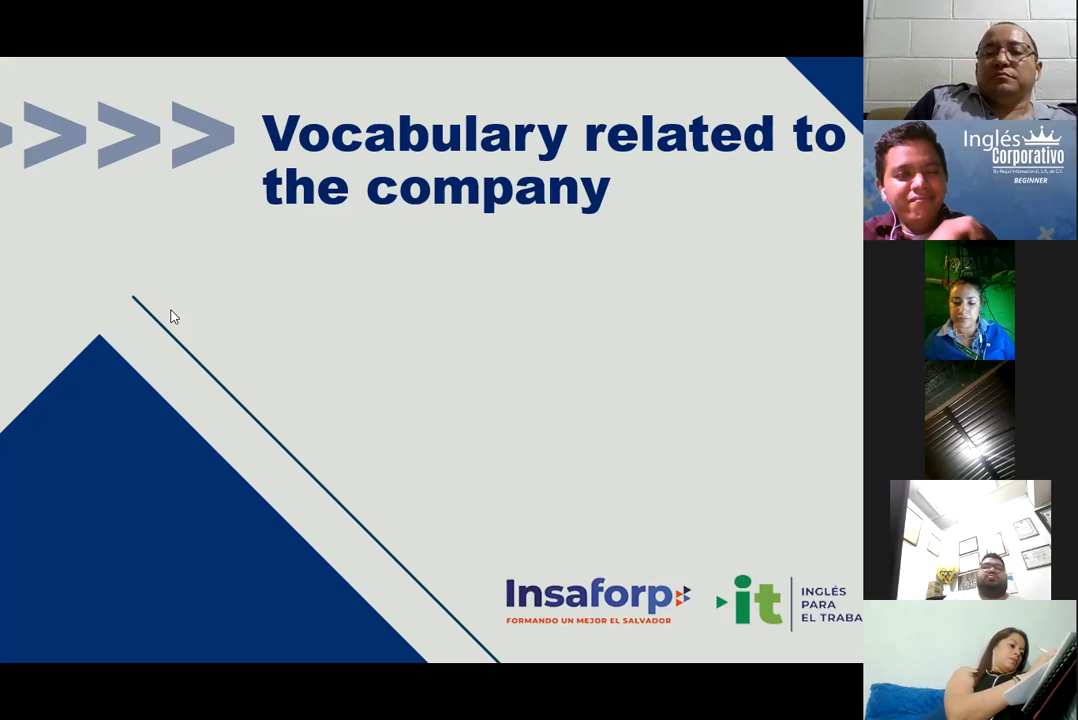 Vocabulary related to
the company
Insaforp
FORMANDO UN MEJOR EL SALVADOR
it
INGLÉS
PARA
EL TRABA
Inglés
Corporativo
BEGINNER